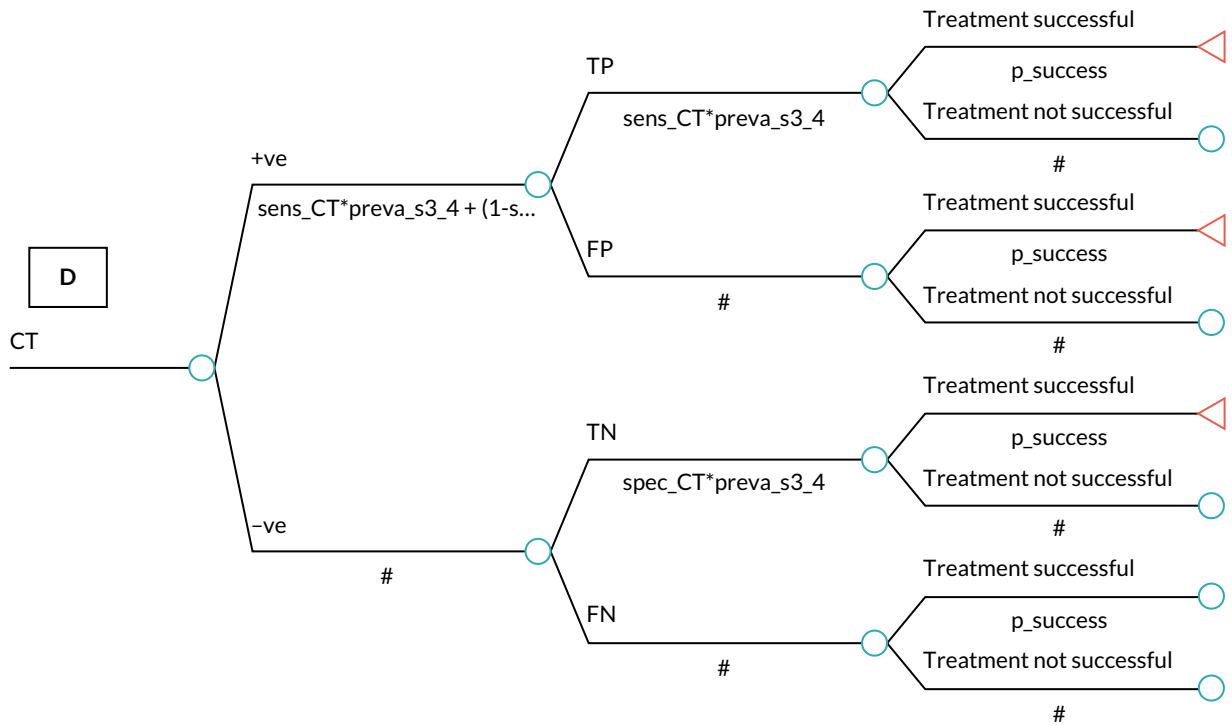 Treatment successful
TP
p_success
Treatment not successful
sens_CT*preva_s3_4
#
+ve
sens_CT*preva_s3_4 + (1-s...
Treatment successful
FP
p_success
Treatment not successful
#
#
D
CT
Treatment successful
TN
p_success
Treatment not successful
spec_CT*preva_s3_4
#
–ve
#
Treatment successful
FN
p_success
Treatment not successful
#
#